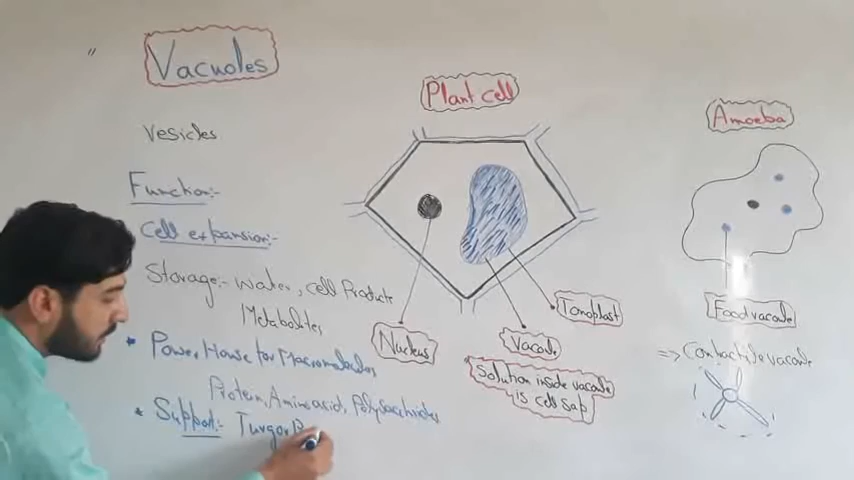 Vacuoles
Vesicles
Function:-
Cell expansion:-
Storage:- water, cell Products
Metabolites
* Power House for Macromolecules
Protein, Amino acid, Polysaccharides
* Support:- Turgor P
Plant cell
Nucleus
Vacoole
Tonoplast
Solution inside vacuole
is cell sap
Amoeba
Food vacuole
=> Contractile vacuole